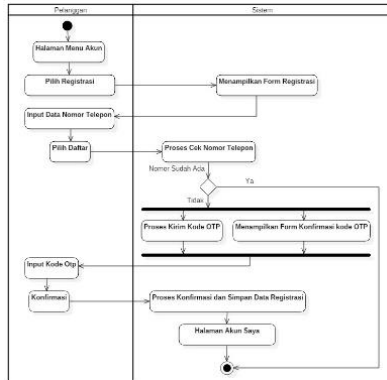 Pelanggan
Sistem
Halaman Menu Akun
Pilih Registrasi
Menampilkan Form Registrasi
Input Data Nomor Telepon
Pilih Daftar
Proses Cek Nomor Telepon
Nomer Sudah Ada
Ya
Tidak
Proses Kirim Kode OTP
Menampilkan Form Konfirmasi kode OTP
Input Kode Otp
Konfirmasi
Proses Konfirmasi dan Simpan Data Registrasi
Halaman Akun Saya